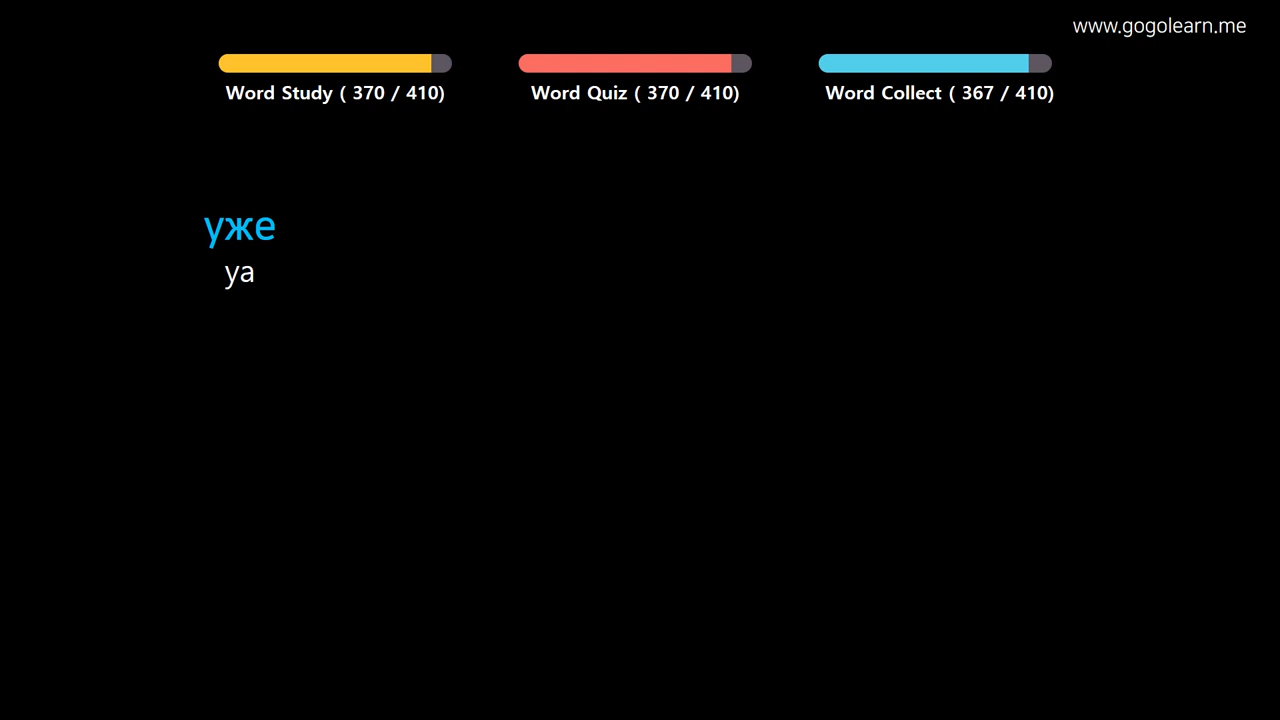 www.gogolearn.me
Word Study ( 370 / 410)
Word Quiz ( 370 / 410)
Word Collect ( 367 / 410)
уже
ya